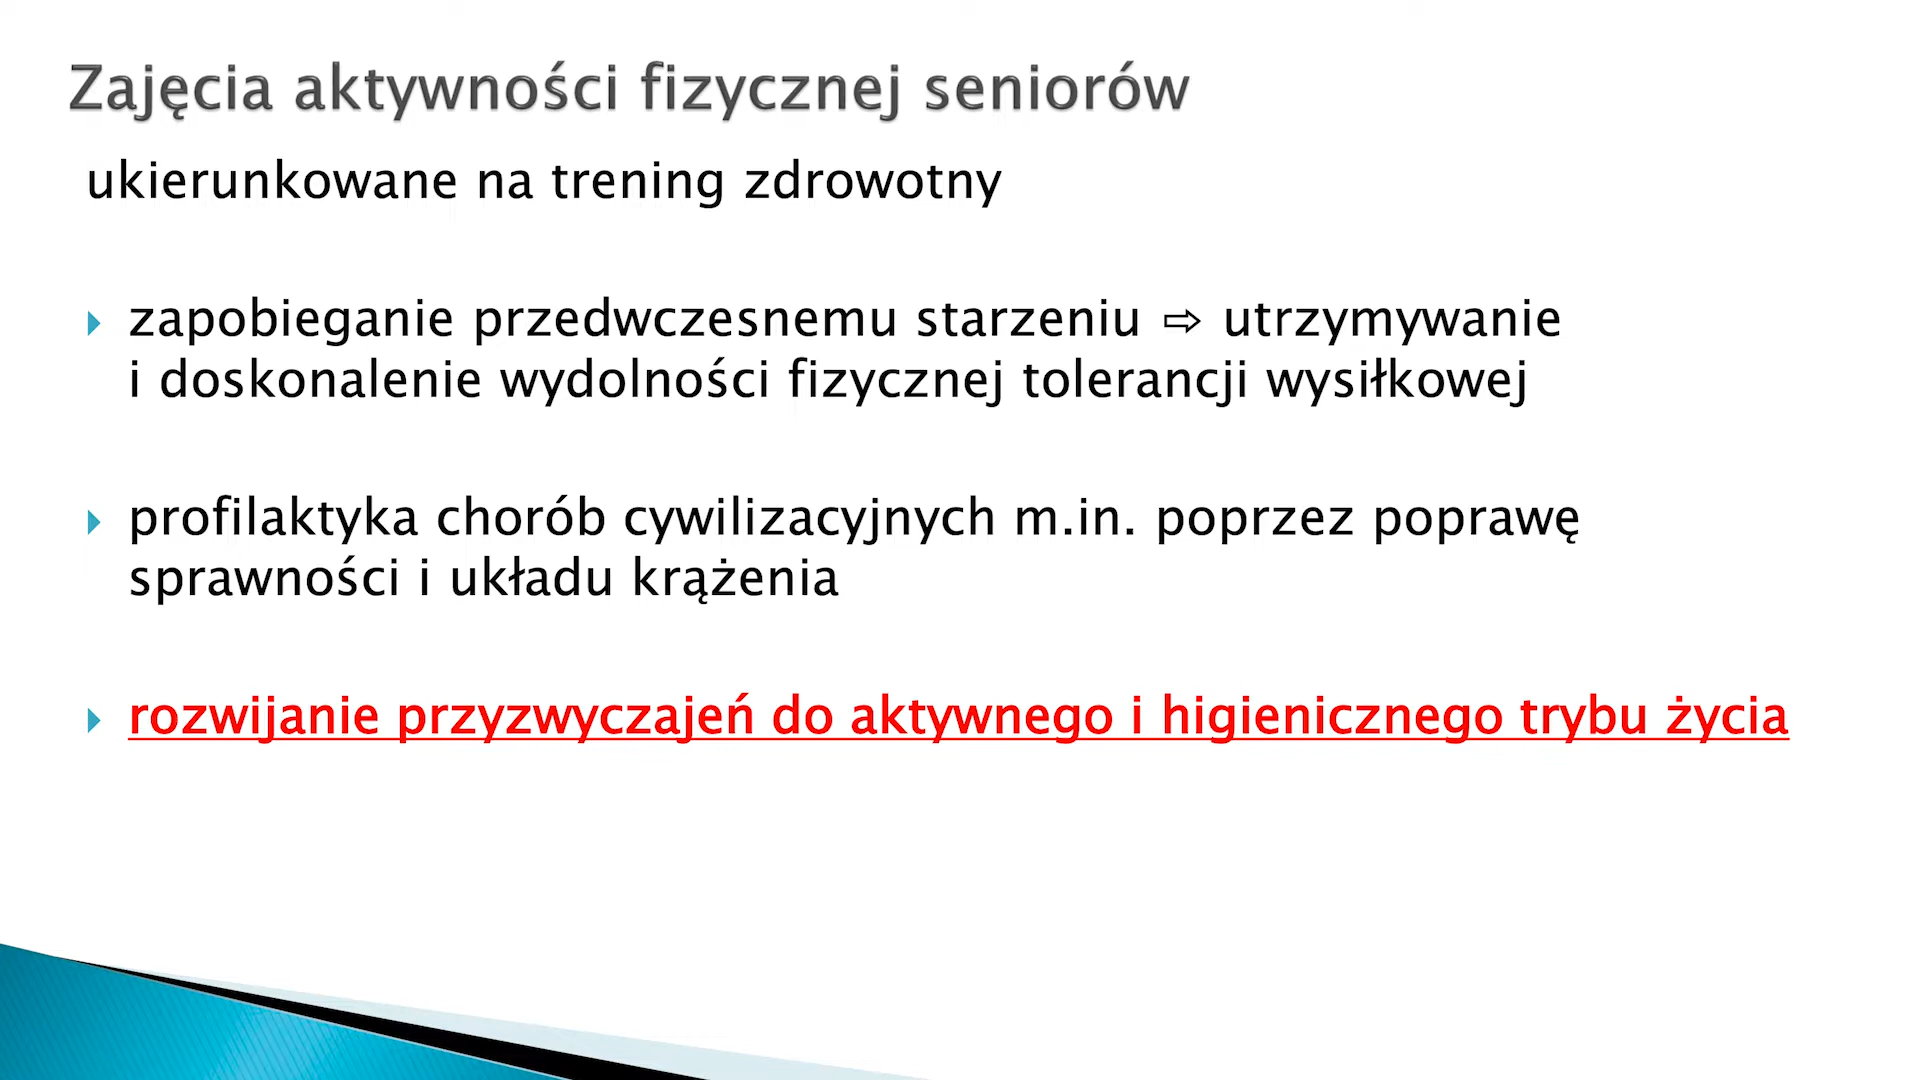 Zajęcia aktywności fizycznej seniorów
ukierunkowane na trening zdrowotny
zapobieganie przedwczesnemu starzeniu ⇨ utrzymywanie
i doskonalenie wydolności fizycznej tolerancji wysiłkowej
profilaktyka chorób cywilizacyjnych m.in. poprzez poprawę
sprawności i układu krążenia
rozwijanie przyzwyczajeń do aktywnego i higienicznego trybu życia